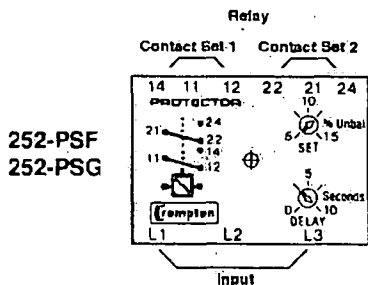 Relay
Contact Set 1 Contact Set 2
14 11 12 22 21 24
PROTECTOR
10
24
21
22
% Unbal
5 15
SET
14
11
12
5
Seconds
0 10
DELAY
Crompton
252-PSF
252-PSG
L1 L2 L3
Input